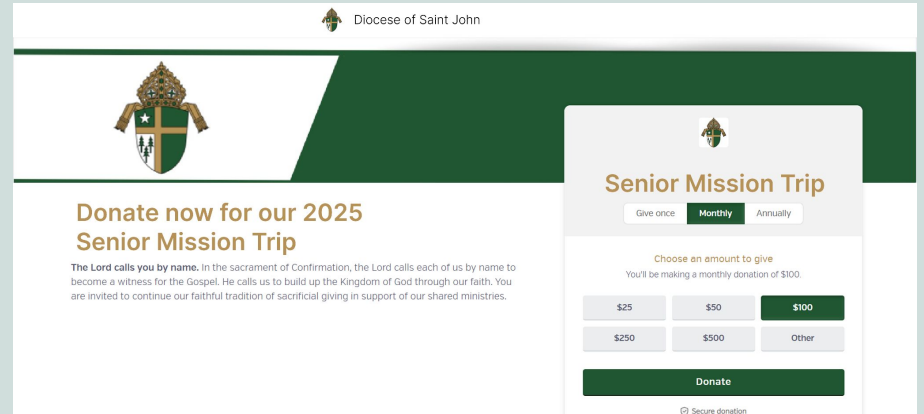 Diocese of Saint John
Donate now for our 2025
Senior Mission Trip
The Lord calls you by name. In the sacrament of Confirmation, the Lord calls each of us by name to
become a witness for the Gospel. He calls us to build up the Kingdom of God through our faith. You
are invited to continue our faithful tradition of sacrificial giving in support of our shared ministries.
Senior Mission Trip
Give once Monthly Annually
Choose an amount to give
You'll be making a monthly donation of $100.
$25 $50 $100
$250 $500 Other
Donate
Secure donation